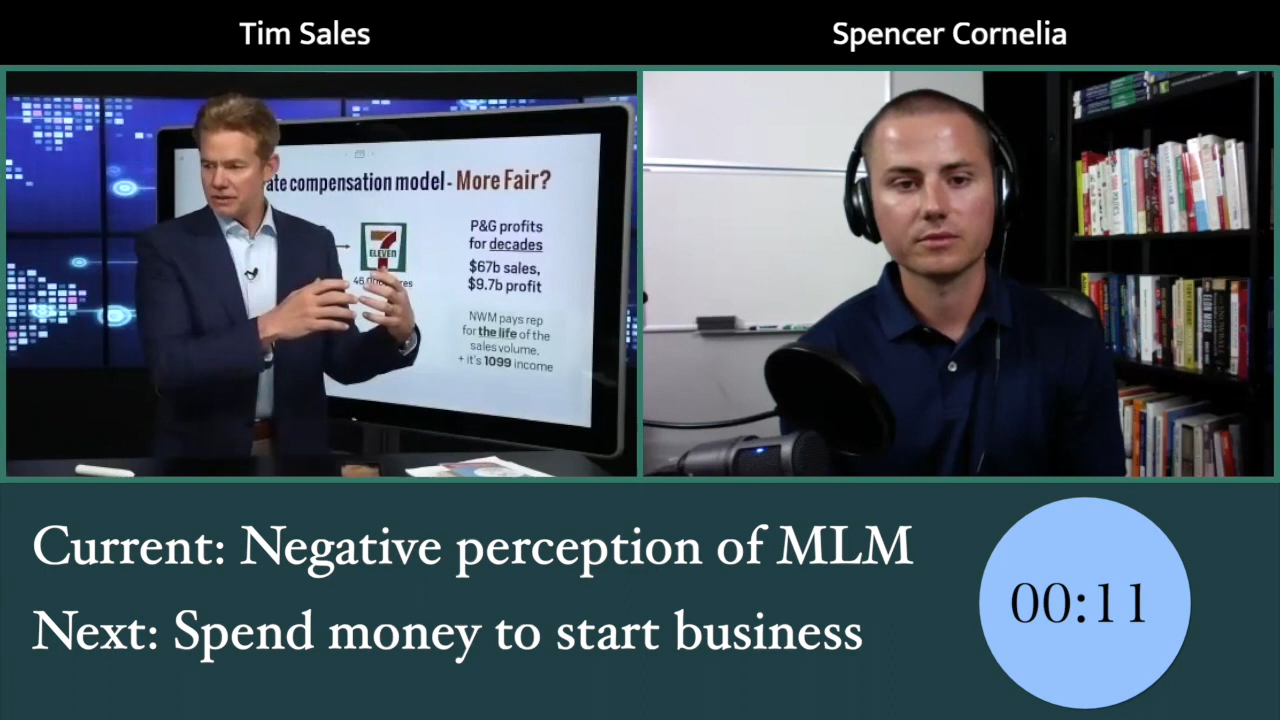 Tim Sales
Spencer Cornelia
ate compensation model - More Fair?
7
ELEVEN
P&G profits
for decades
$67b sales,
$9.7b profit
NWM pays rep
for the life of the
sales volume.
+ it's 1099 income
Current: Negative perception of MLM
Next: Spend money to start business
00:11